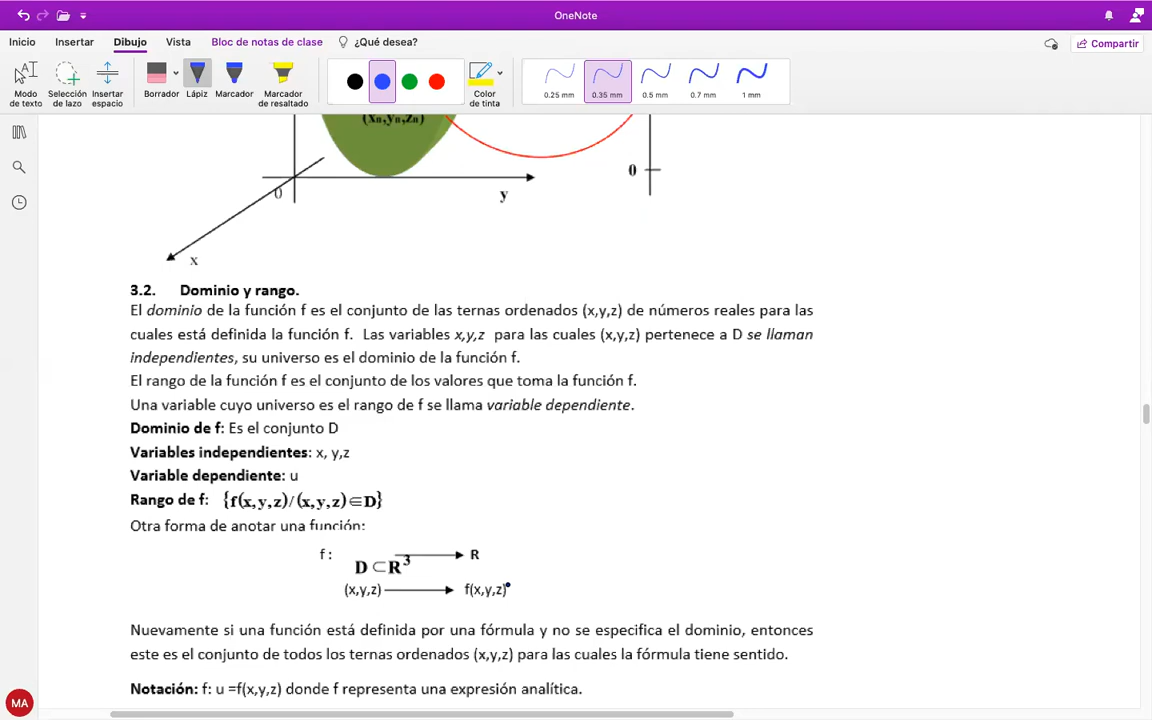 OneNote
Inicio Insertar Dibujo Vista Bloc de notas de clase ¿Qué desea? Compartir
Modo de texto Selección de lazo Insertar espacio Borrador Lápiz Marcador Marcador de resaltado Color de tinta 0.25 mm 0.35 mm 0.5 mm 0.7 mm 1 mm
(xₙ,yₙ,zₙ)
0
0
y
x
3.2. Dominio y rango.
El dominio de la función f es el conjunto de las ternas ordenados (x,y,z) de números reales para las
cuales está definida la función f. Las variables x,y,z para las cuales (x,y,z) pertenece a D se llaman
independientes, su universo es el dominio de la función f.
El rango de la función f es el conjunto de los valores que toma la función f.
Una variable cuyo universo es el rango de f se llama variable dependiente.
Dominio de f: Es el conjunto D
Variables independientes: x, y,z
Variable dependiente: u
Rango de f: {f(x,y,z)/(x,y,z)∈D}
Otra forma de anotar una función:
f : D ⊂R³ R
(x,y,z) f(x,y,z)
Nuevamente si una función está definida por una fórmula y no se especifica el dominio, entonces
este es el conjunto de todos los ternas ordenados (x,y,z) para las cuales la fórmula tiene sentido.
Notación: f: u =f(x,y,z) donde f representa una expresión analítica.
MA